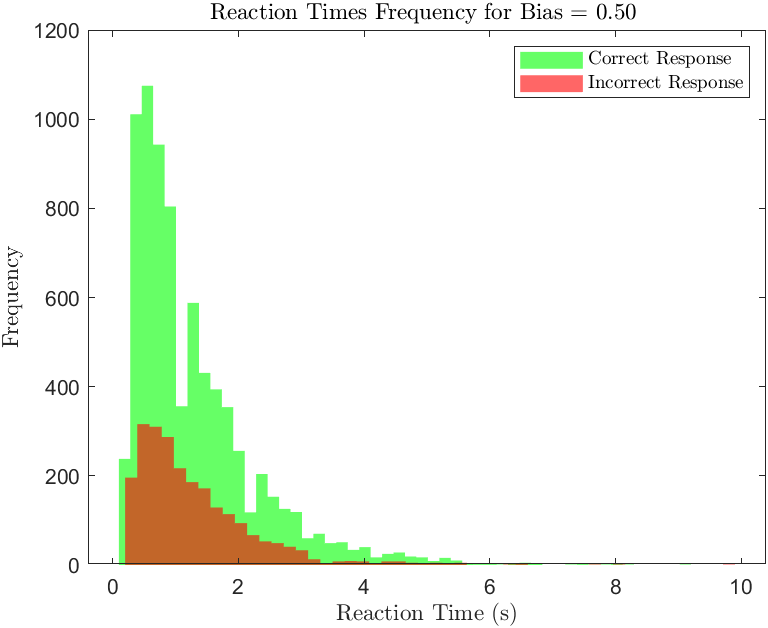 Reaction Times Frequency for Bias = 0.50
Correct Response
Incorrect Response
1200
1000
800
600
400
200
0
Frequency
0 2 4 6 8 10
Reaction Time (s)